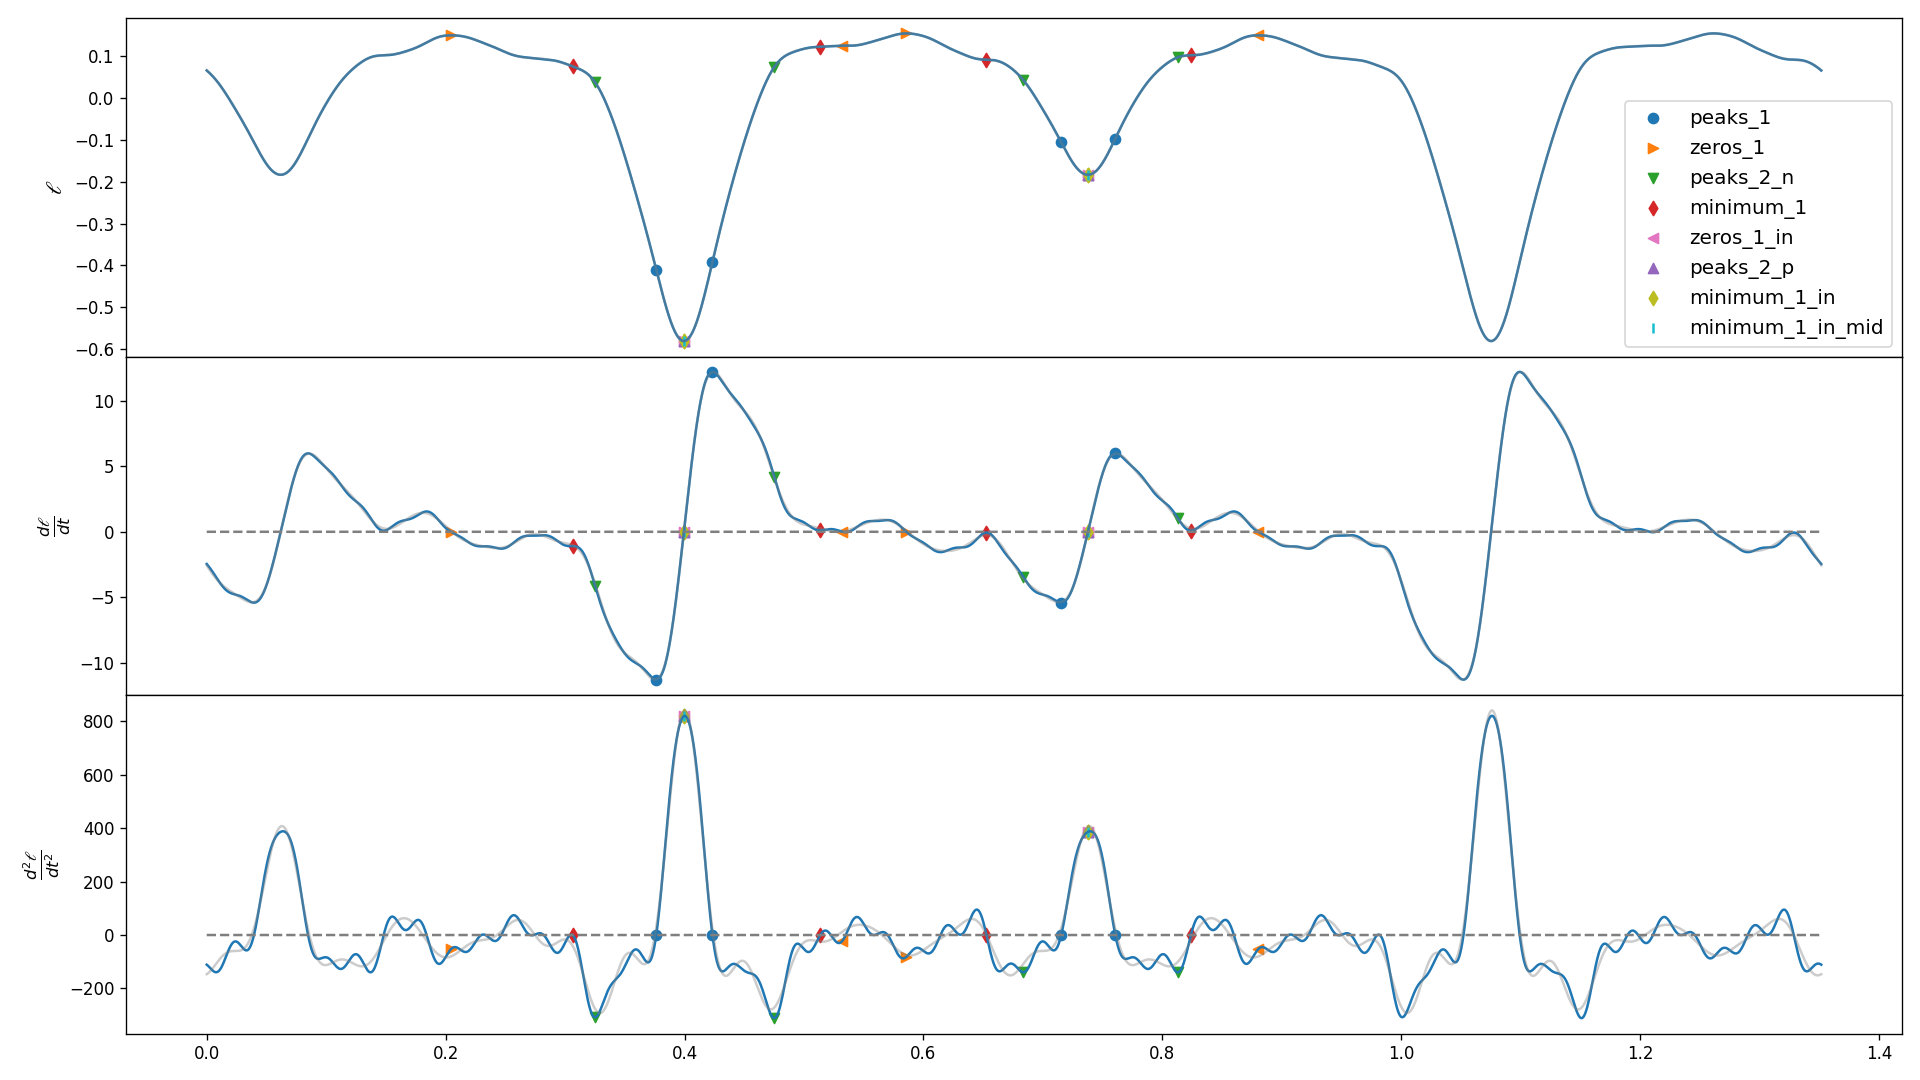 0.1
0.0
−0.1
−0.2
−0.3
−0.4
−0.5
−0.6
ℓ
peaks_1
zeros_1
peaks_2_n
minimum_1
zeros_1_in
peaks_2_p
minimum_1_in
minimum_1_in_mid
10
5
0
−5
−10
dℓ
dt
800
600
400
200
0
−200
d²ℓ
dt²
0.0 0.2 0.4 0.6 0.8 1.0 1.2 1.4